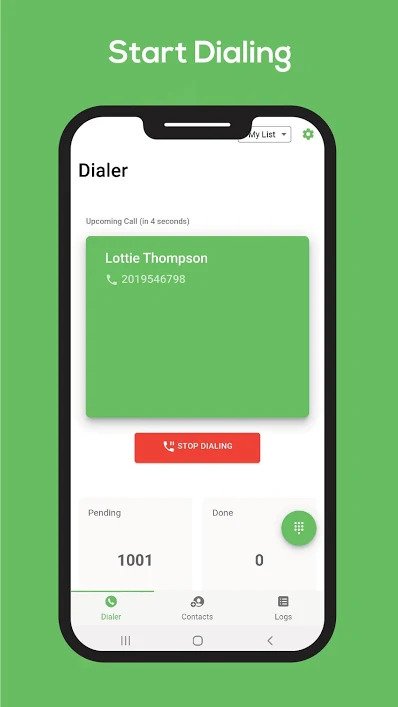 Start Dialing
My List
Dialer
Upcoming Call (in 4 seconds)
Lottie Thompson
2019546798
STOP DIALING
Pending
Done
1001
0
Dialer
Contacts
Logs